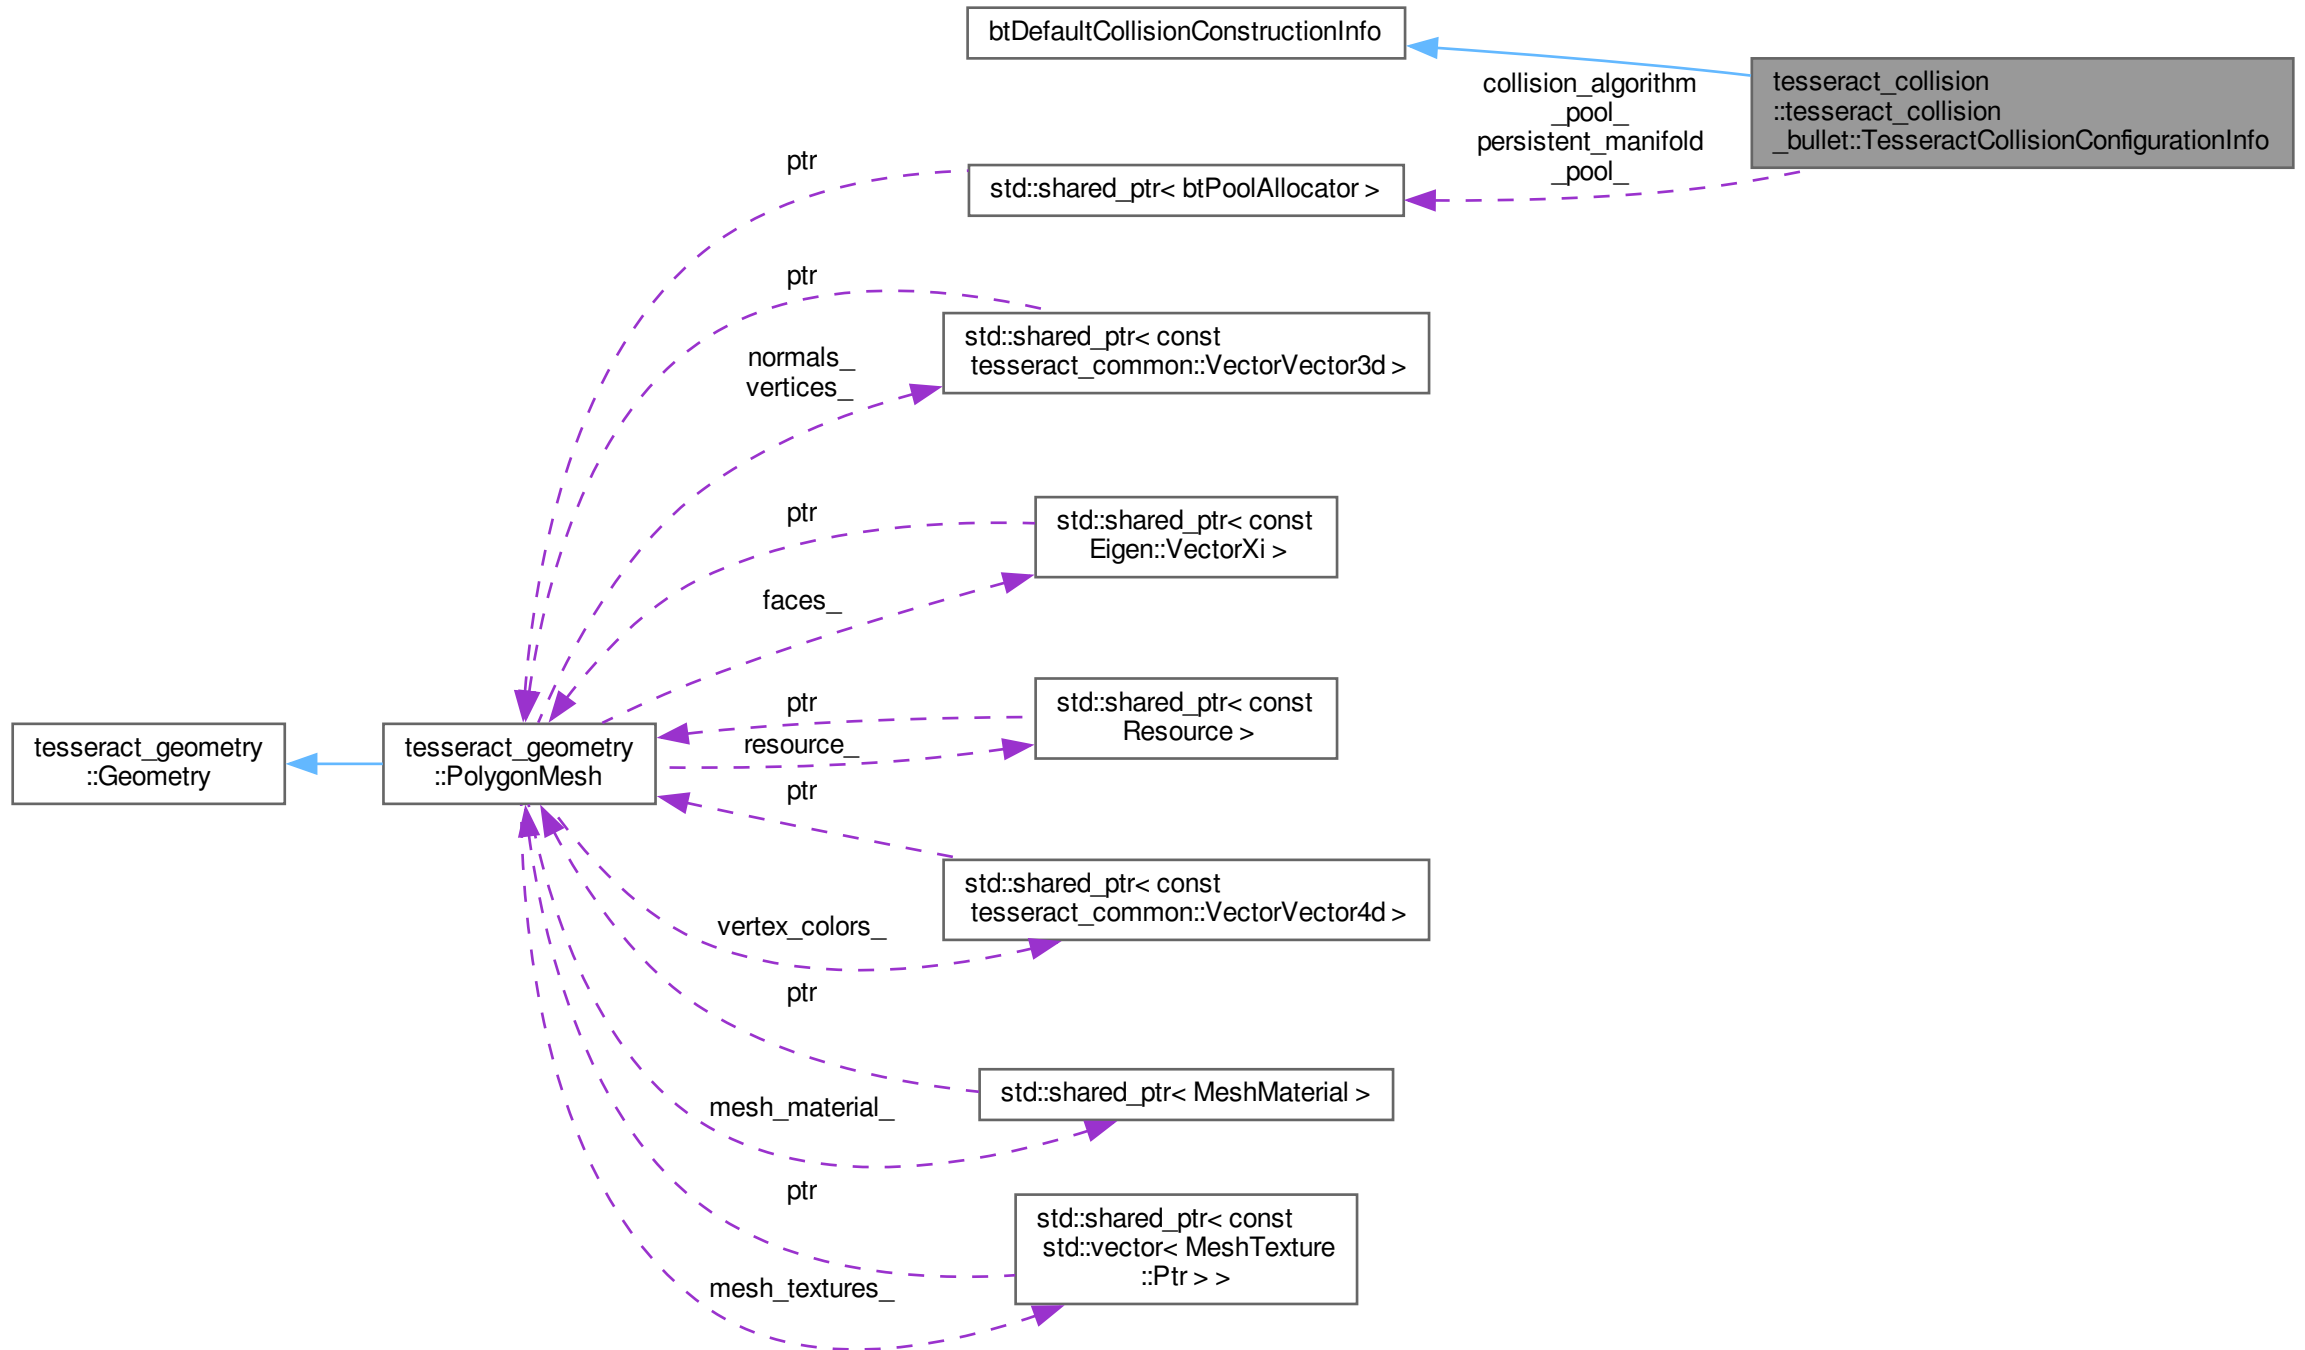 btDefaultCollisionConstructionInfo
tesseract_collision
::tesseract_collision
_bullet::TesseractCollisionConfigurationInfo
collision_algorithm
_pool_
persistent_manifold
_pool_
ptr
std::shared_ptr< btPoolAllocator >
ptr
std::shared_ptr< const
tesseract_common::VectorVector3d >
normals_
vertices_
ptr
std::shared_ptr< const
Eigen::VectorXi >
faces_
ptr
std::shared_ptr< const
Resource >
resource_
tesseract_geometry
::Geometry
tesseract_geometry
::PolygonMesh
ptr
std::shared_ptr< const
tesseract_common::VectorVector4d >
vertex_colors_
ptr
std::shared_ptr< MeshMaterial >
mesh_material_
ptr
std::shared_ptr< const
std::vector< MeshTexture
::Ptr > >
mesh_textures_